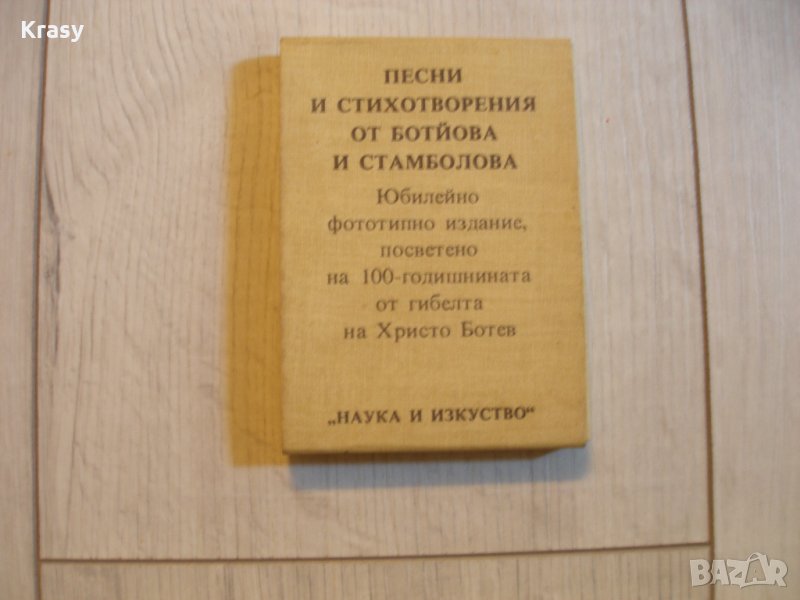 Krasy
ПЕСНИ
И СТИХОТВОРЕНИЯ
ОТ БОТЙОВА
И СТАМБОЛОВА
Юбилейно
фототипно издание,
посветено
на 100-годишнината
от гибелта
на Христо Ботев
„НАУКА И ИЗКУСТВО“
BAZAR